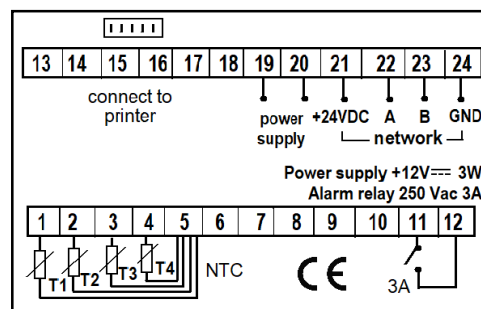 13 14 15 16 17 18 19 20 21 22 23 24
connect to
printer
power
supply
+24VDC A B GND
network
Power supply +12V⎓ 3W
Alarm relay 250 Vac 3A
1 2 3 4 5 6 7 8 9 10 11 12
T1 T2 T3 T4 NTC CE 3A